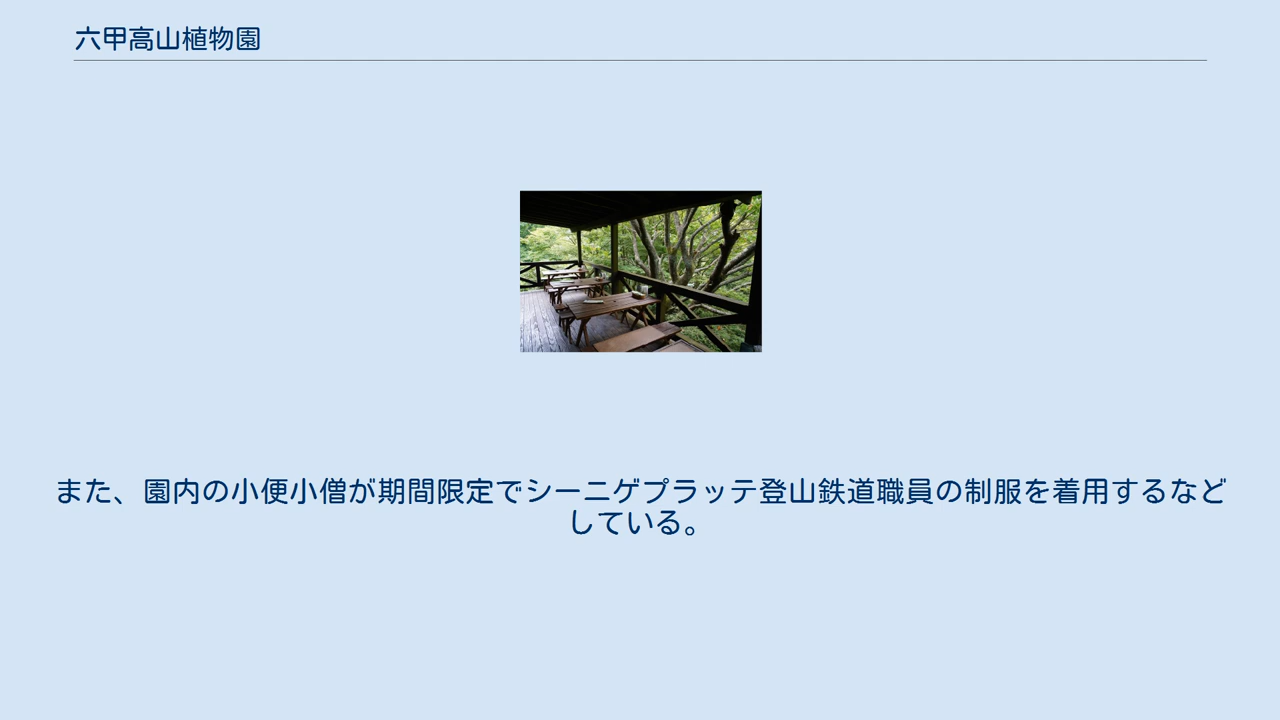 六甲高山植物園
また、園内の小便小僧が期間限定でシーニゲプラッテ登山鉄道職員の制服を着用するなど
している。